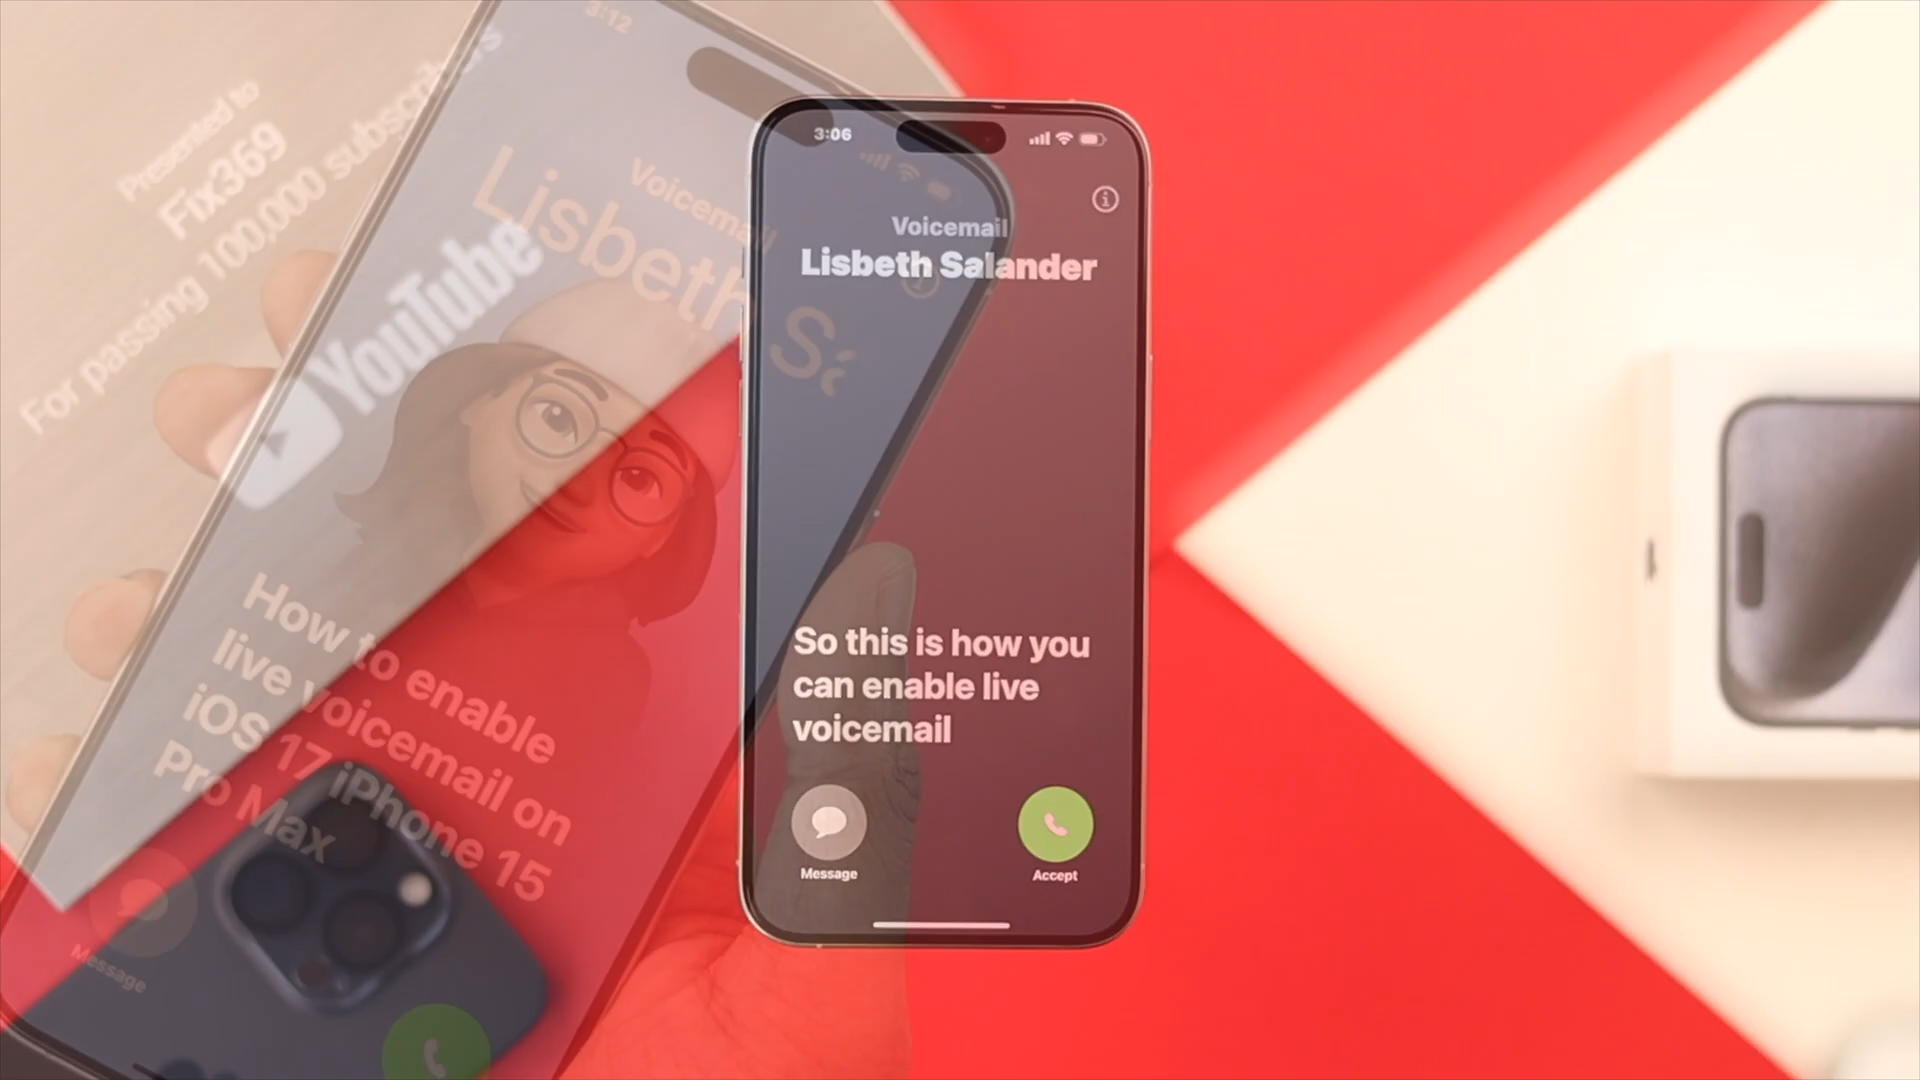 Presented to
Fix369
For passing 100,000 subscribers
YouTube
3:12
Voicemail
Lisbeth
How to enable
live voicemail on
iOS 17 iPhone 15
Pro Max
Message
3:06
Voicemail
Lisbeth Salander
So this is how you
can enable live
voicemail
Message
Accept